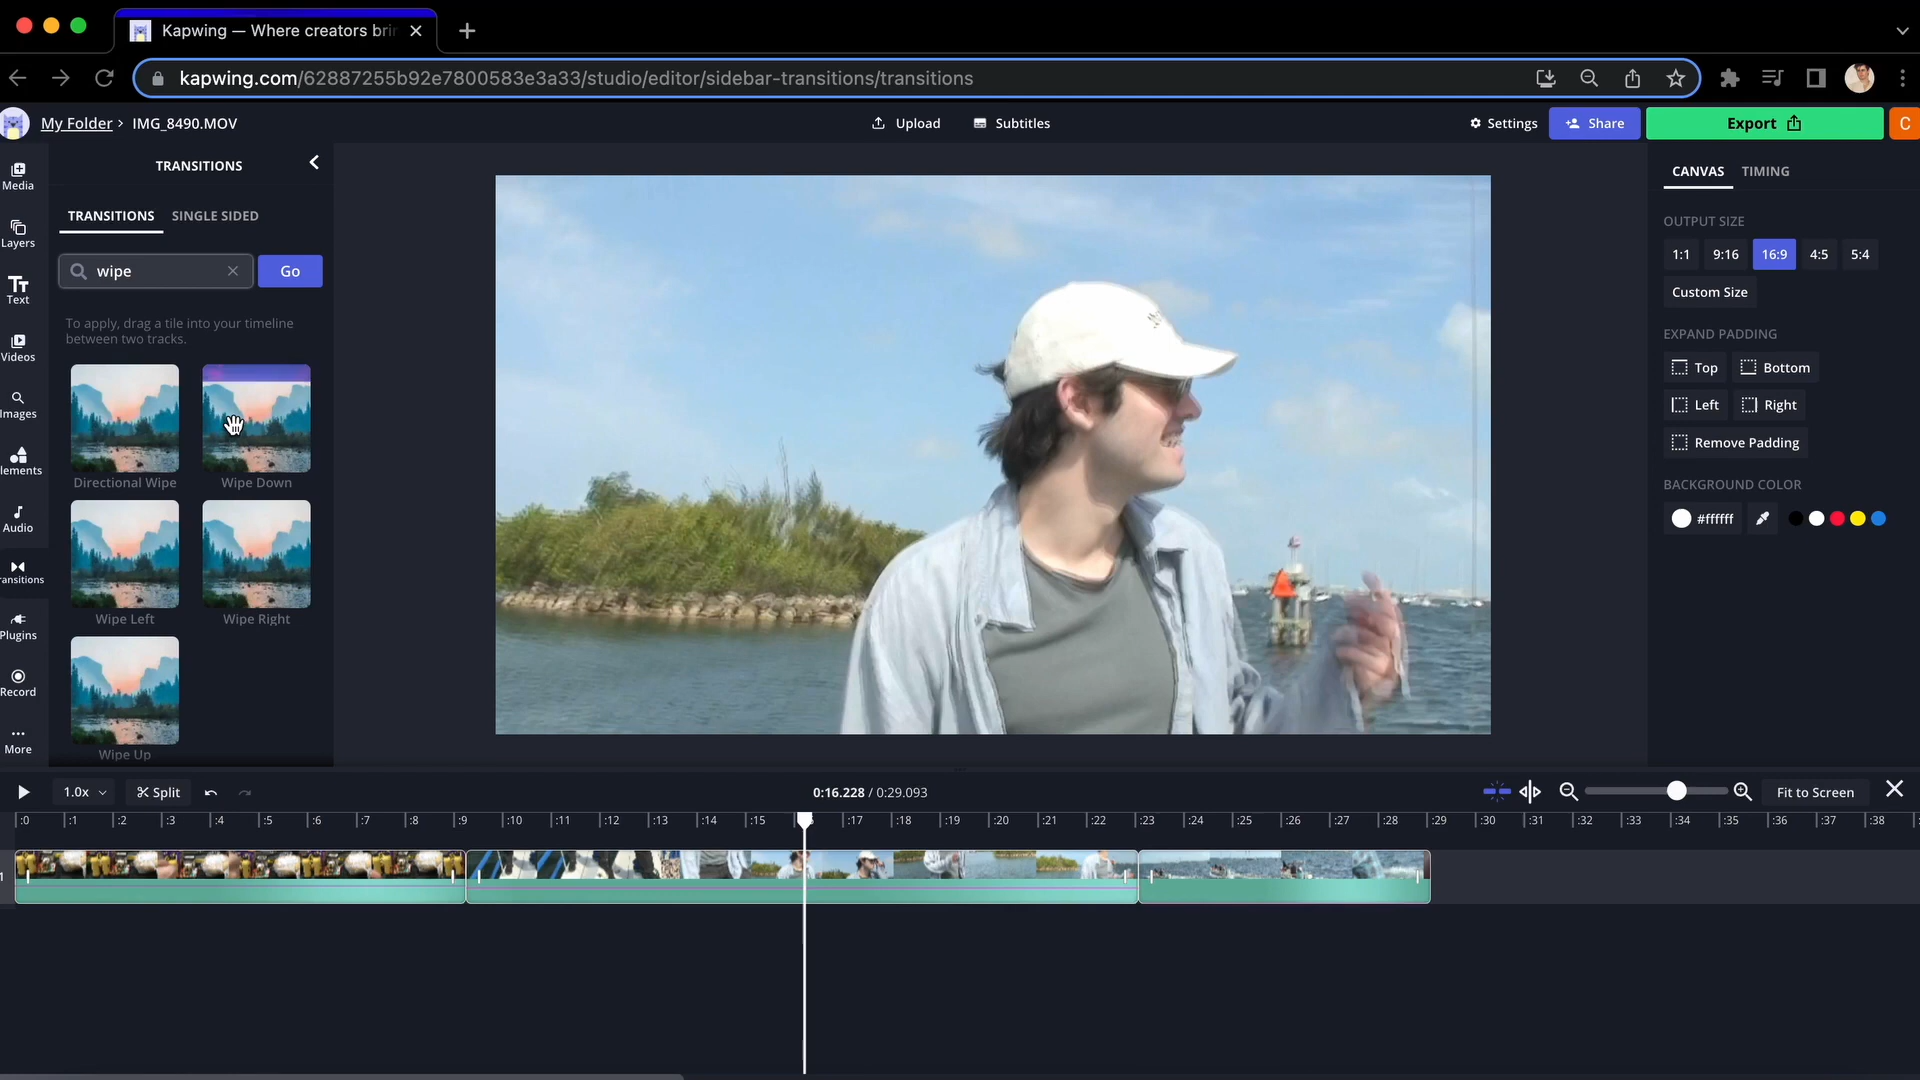 Kapwing — Where creators bri
kapwing.com/62887255b92e7800583e3a33/studio/editor/sidebar-transitions/transitions
My Folder > IMG_8490.MOV
Upload
Subtitles
Settings
Share
Export
C
Media
Layers
Text
Videos
Images
lements
Audio
ransitions
Plugins
Record
More
TRANSITIONS
TRANSITIONS
SINGLE SIDED
wipe
Go
To apply, drag a tile into your timeline
between two tracks.
Directional Wipe
Wipe Down
Wipe Left
Wipe Right
Wipe Up
CANVAS
TIMING
OUTPUT SIZE
1:1
9:16
16:9
4:5
5:4
Custom Size
EXPAND PADDING
Top
Bottom
Left
Right
Remove Padding
BACKGROUND COLOR
#ffffff
1.0x
Split
0:16.228 / 0:29.093
Fit to Screen
:0 :1 :2 :3 :4 :5 :6 :7 :8 :9 :10 :11 :12 :13 :14 :15 :17 :18 :19 :20 :21 :22 :23 :24 :25 :26 :27 :28 :29 :30 :31 :32 :33 :34 :35 :36 :37 :38
1